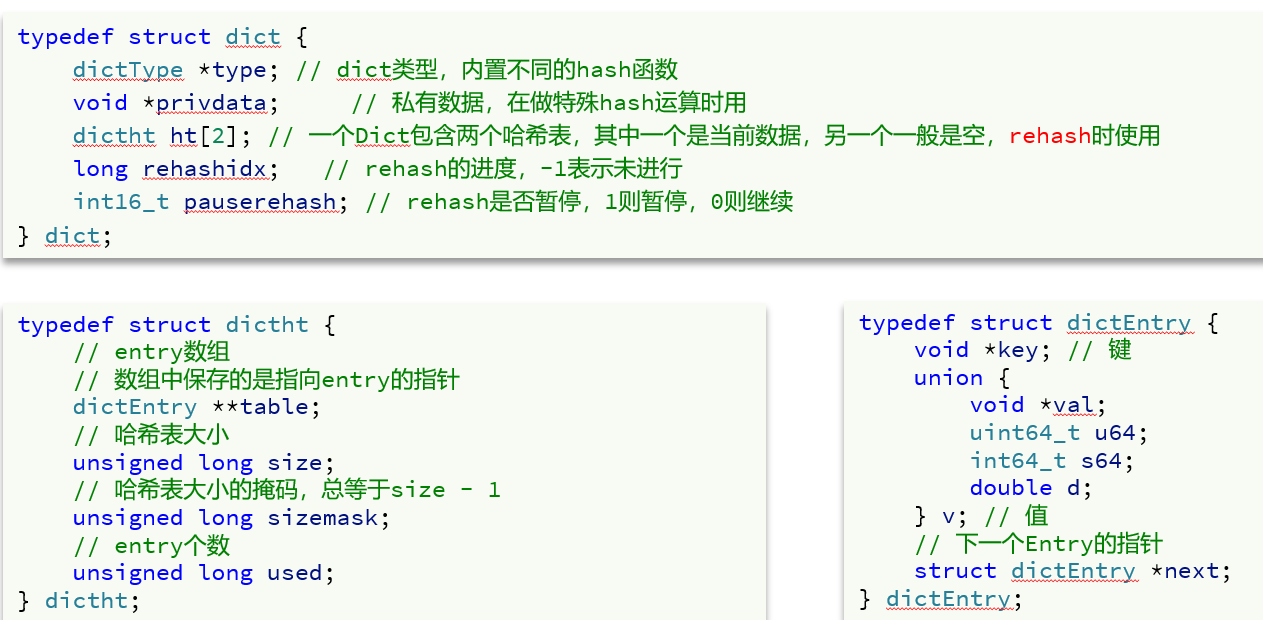 typedef struct dict {
    dictType *type; // dict类型，内置不同的hash函数
    void *privdata;     // 私有数据，在做特殊hash运算时用
    dictht ht[2]; // 一个Dict包含两个哈希表，其中一个是当前数据，另一个一般是空，rehash时使用
    long rehashidx;   // rehash的进度，-1表示未进行
    int16_t pauserehash; // rehash是否暂停，1则暂停，0则继续
} dict;
typedef struct dictht {
    // entry数组
    // 数组中保存的是指向entry的指针
    dictEntry **table;
    // 哈希表大小
    unsigned long size;
    // 哈希表大小的掩码，总等于size - 1
    unsigned long sizemask;
    // entry个数
    unsigned long used;
} dictht;
typedef struct dictEntry {
    void *key; // 键
    union {
        void *val;
        uint64_t u64;
        int64_t s64;
        double d;
    } v; // 值
    // 下一个Entry的指针
    struct dictEntry *next;
} dictEntry;